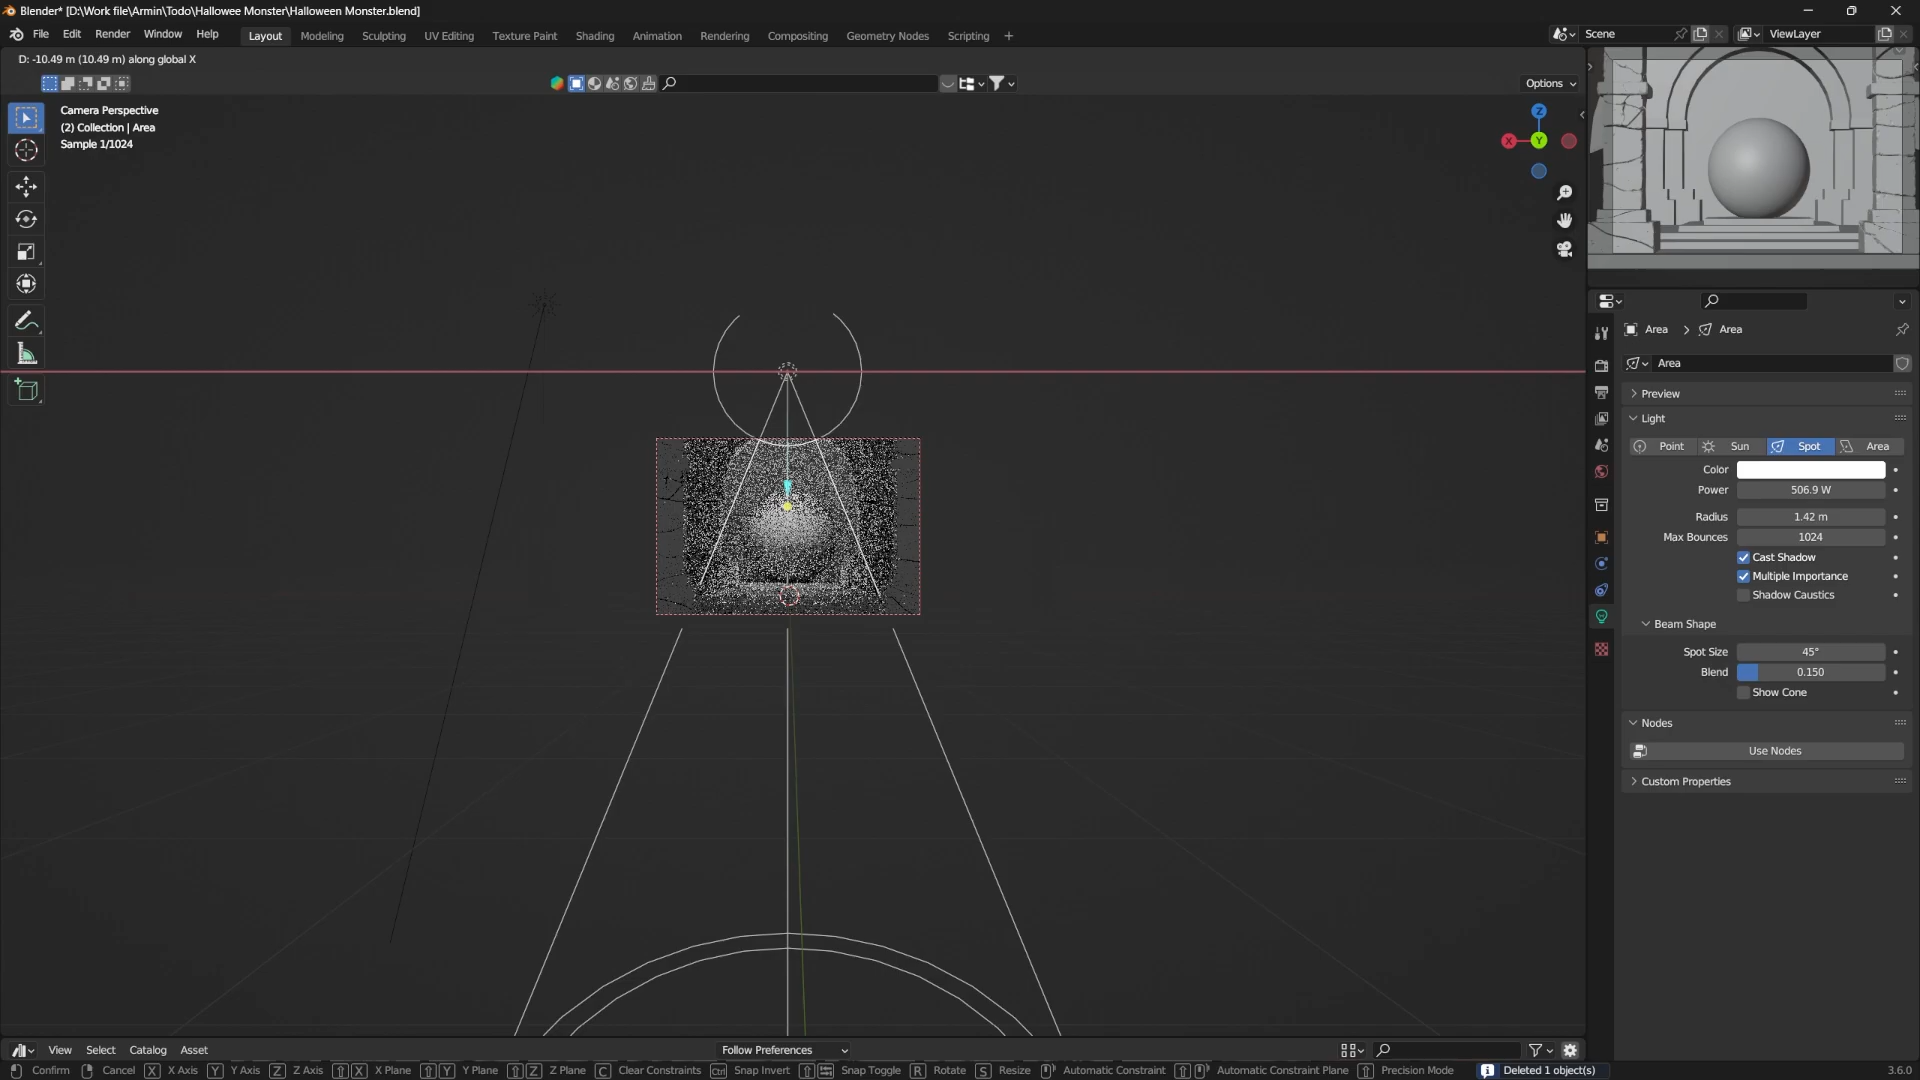 Blender* [D:\Work file\Armin\Todo\Hallowee Monster\Halloween Monster.blend]
File Edit Render Window Help Layout Modeling Sculpting UV Editing Texture Paint Shading Animation Rendering Compositing Geometry Nodes Scripting + Scene ViewLayer
D: -10.49 m (10.49 m) along global X
Options
Camera Perspective
(2) Collection | Area
Sample 1/1024
Z
X
Y
Area > Area
Area
Preview
Light
Point Sun Spot Area
Color
Power 506.9 W
Radius 1.42 m
Max Bounces 1024
Cast Shadow
Multiple Importance
Shadow Caustics
Beam Shape
Spot Size 45°
Blend 0.150
Show Cone
Nodes
Use Nodes
Custom Properties
View Select Catalog Asset Follow Preferences
Confirm Cancel X X Axis Y Y Axis Z Z Axis X X Plane Y Y Plane Z Z Plane C Clear Constraints Ctrl Snap Invert Snap Toggle R Rotate S Resize Automatic Constraint Automatic Constraint Plane Precision Mode Deleted 1 object(s) 3.6.0